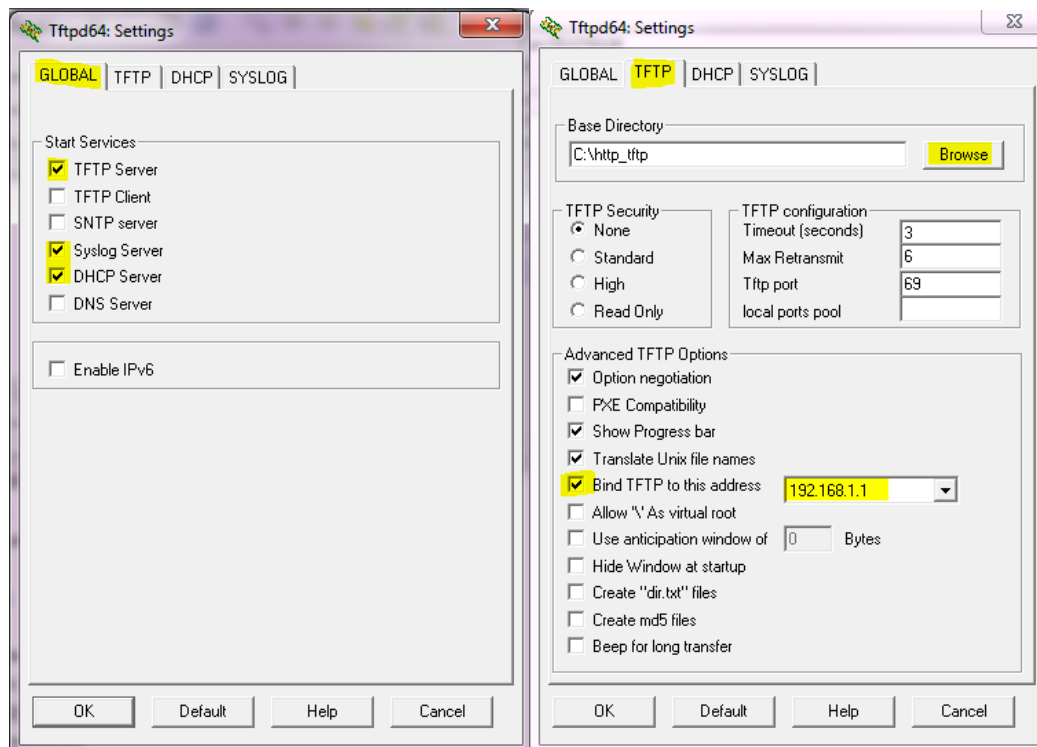 Tftpd64: Settings
GLOBAL TFTP DHCP SYSLOG
Start Services
TFTP Server
TFTP Client
SNTP server
Syslog Server
DHCP Server
DNS Server
Enable IPv6
OK Default Help Cancel
Tftpd64: Settings
GLOBAL TFTP DHCP SYSLOG
Base Directory
C:\http_tftp Browse
TFTP Security
None
Standard
High
Read Only
TFTP configuration
Timeout (seconds) 3
Max Retransmit 6
Tftp port 69
local ports pool
Advanced TFTP Options
Option negotiation
PXE Compatibility
Show Progress bar
Translate Unix file names
Bind TFTP to this address 192.168.1.1
Allow '\' As virtual root
Use anticipation window of 0 Bytes
Hide Window at startup
Create "dir.txt" files
Create md5 files
Beep for long transfer
OK Default Help Cancel